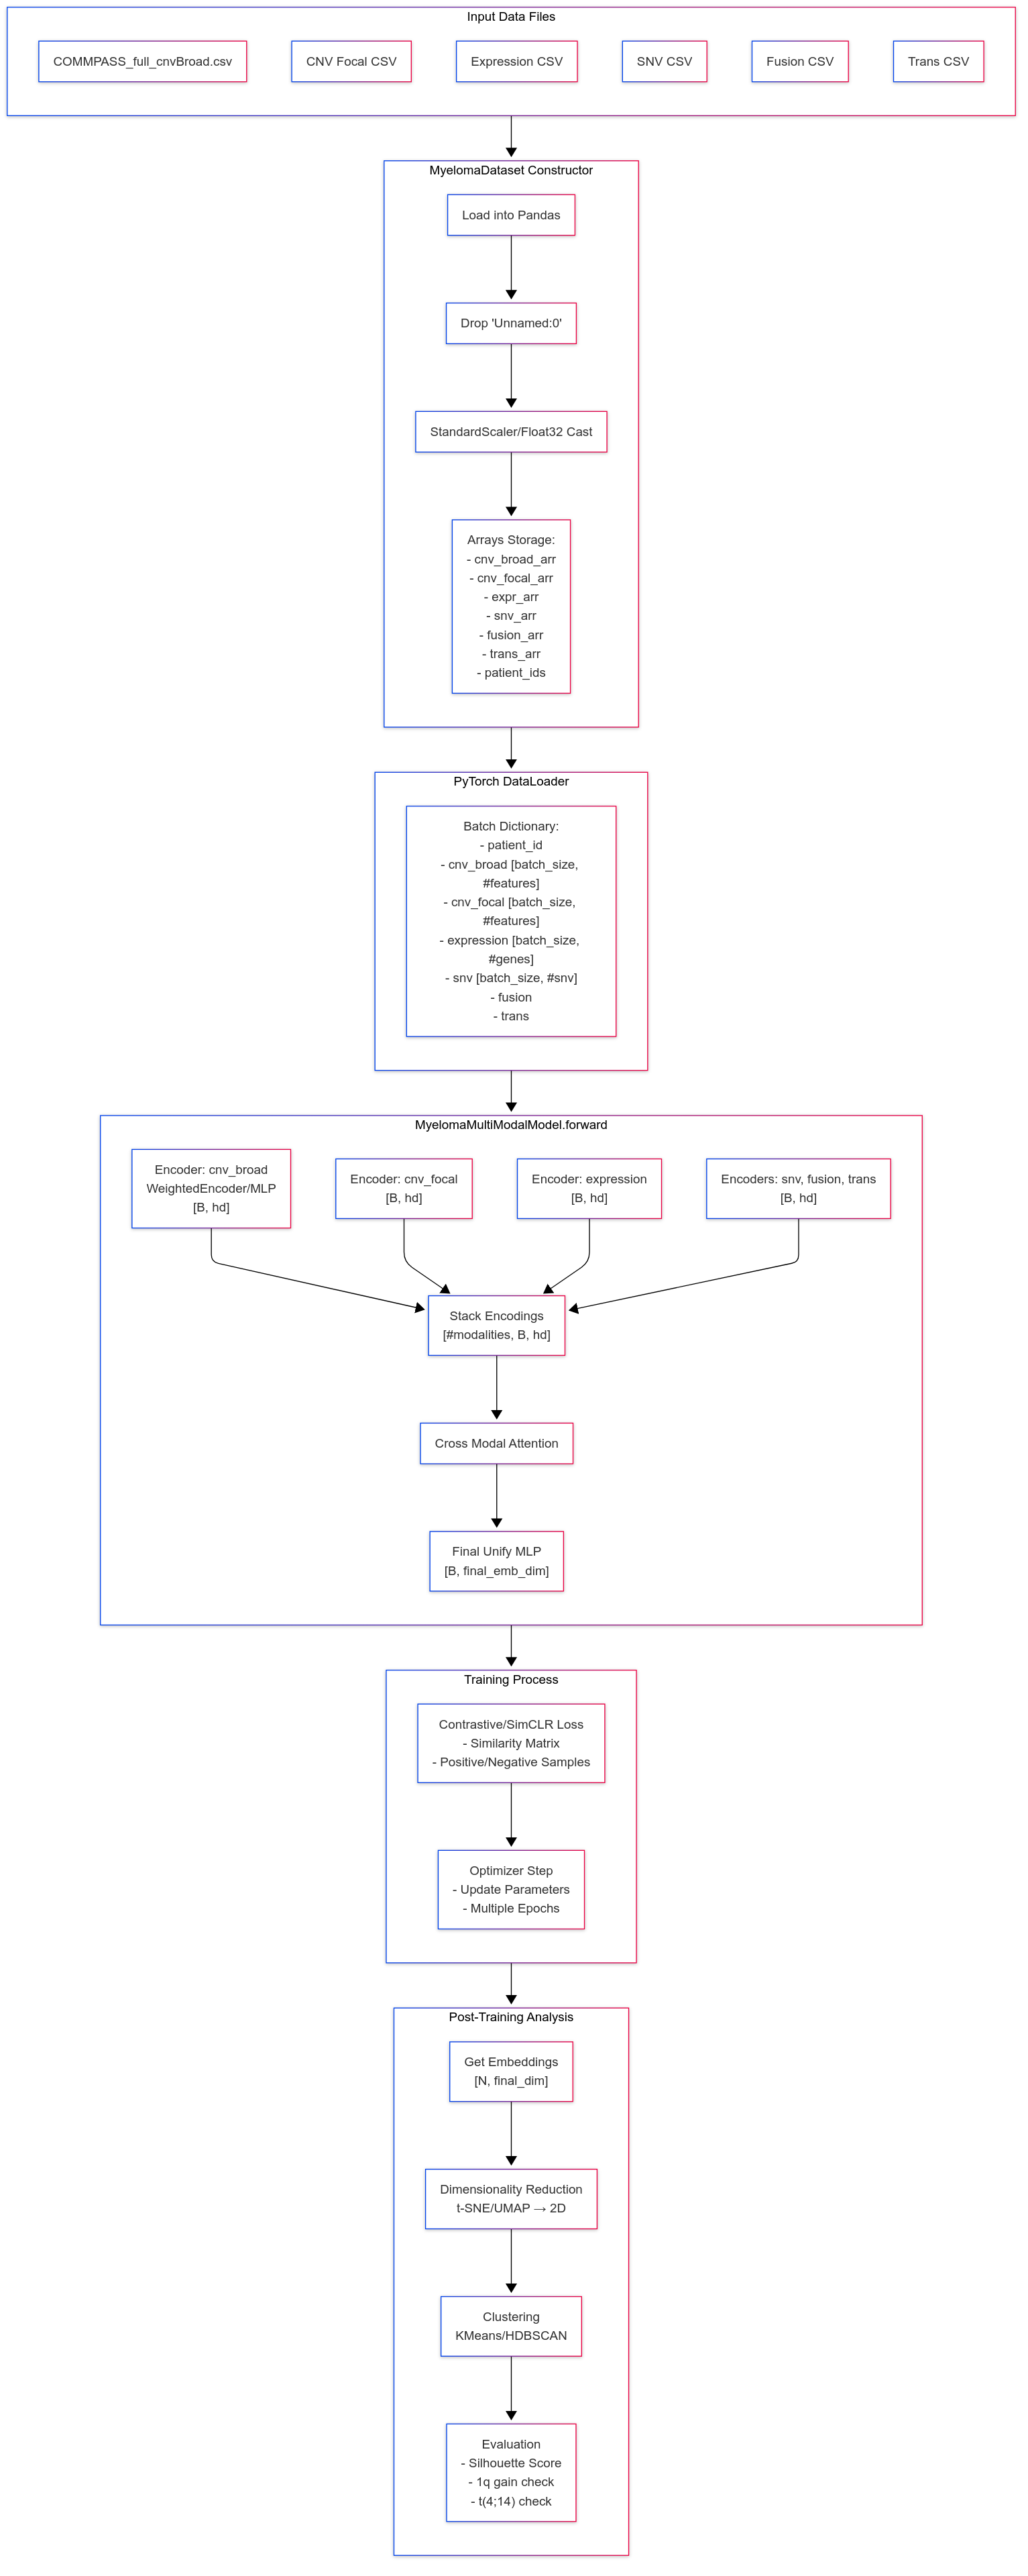 Input Data Files
COMMPASS_full_cnvBroad.csv
CNV Focal CSV
Expression CSV
SNV CSV
Fusion CSV
Trans CSV
MyelomaDataset Constructor
Load into Pandas
Drop 'Unnamed:0'
StandardScaler/Float32 Cast
Arrays Storage:
- cnv_broad_arr
- cnv_focal_arr
- expr_arr
- snv_arr
- fusion_arr
- trans_arr
- patient_ids
PyTorch DataLoader
Batch Dictionary:
- patient_id
- cnv_broad [batch_size,
#features]
- cnv_focal [batch_size,
#features]
- expression [batch_size,
#genes]
- snv [batch_size, #snv]
- fusion
- trans
MyelomaMultiModalModel.forward
Encoder: cnv_broad
WeightedEncoder/MLP
[B, hd]
Encoder: cnv_focal
[B, hd]
Encoder: expression
[B, hd]
Encoders: snv, fusion, trans
[B, hd]
Stack Encodings
[#modalities, B, hd]
Cross Modal Attention
Final Unify MLP
[B, final_emb_dim]
Training Process
Contrastive/SimCLR Loss
- Similarity Matrix
- Positive/Negative Samples
Optimizer Step
- Update Parameters
- Multiple Epochs
Post-Training Analysis
Get Embeddings
[N, final_dim]
Dimensionality Reduction
t-SNE/UMAP → 2D
Clustering
KMeans/HDBSCAN
Evaluation
- Silhouette Score
- 1q gain check
- t(4;14) check